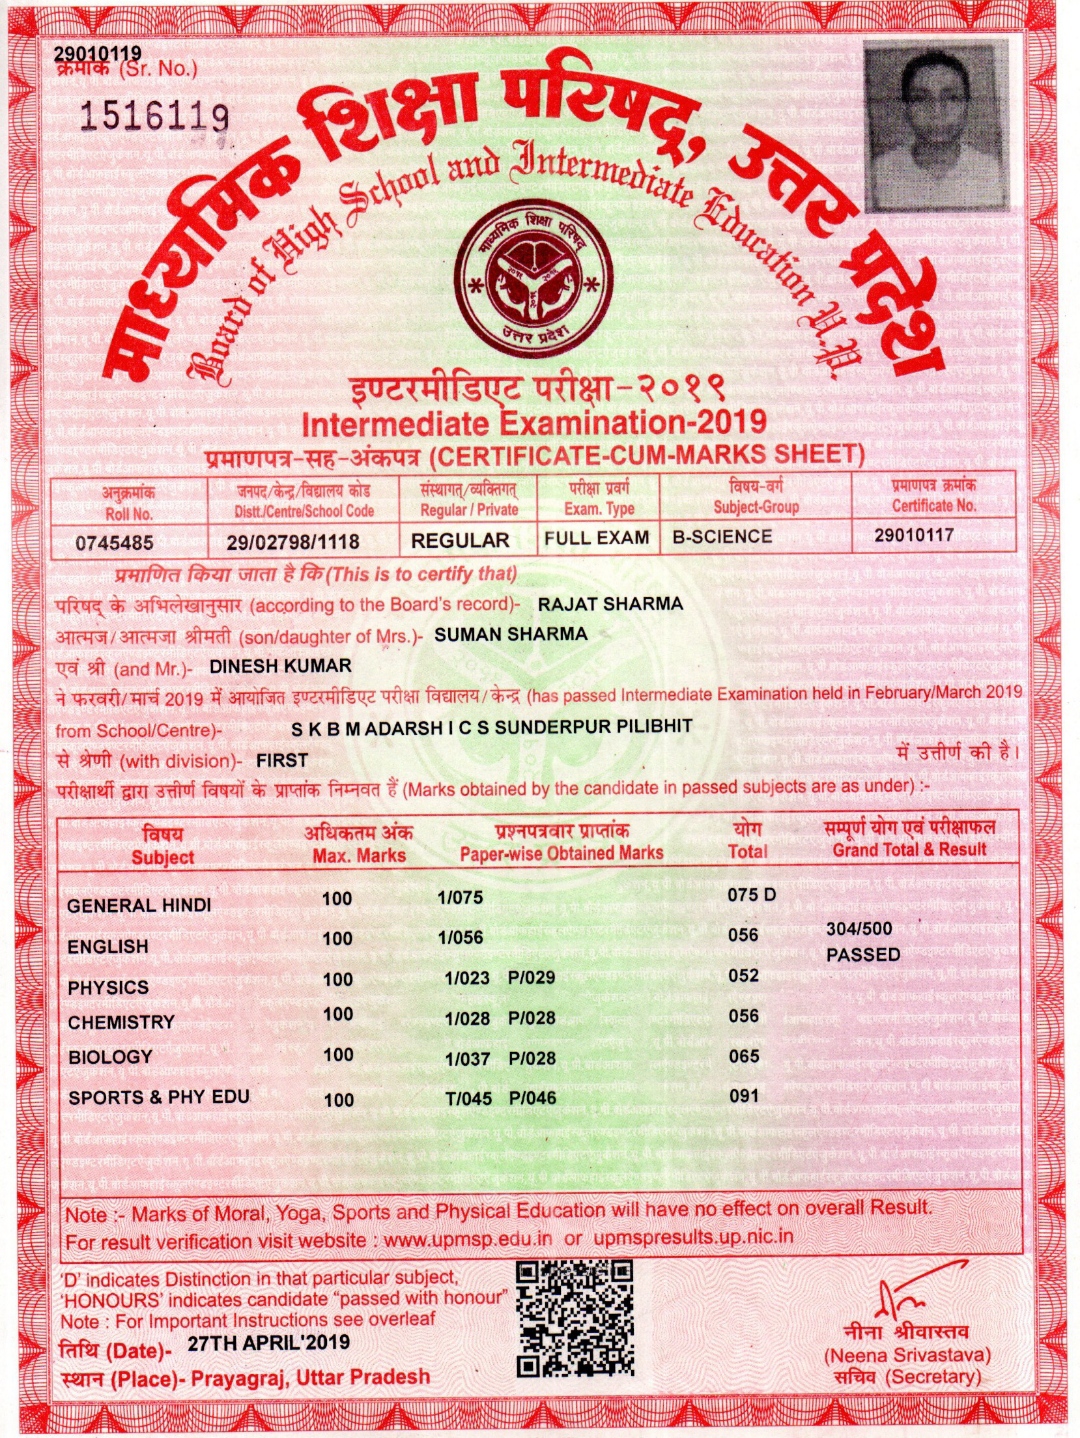 29010119
क्रमांक (Sr. No.)
1516119
माध्यमिक शिक्षा परिषद्, उत्तर प्रदेश
Board of High School and Intermediate Education U.P.
माध्यमिक शिक्षा परिषद
उत्तर प्रदेश
इण्टरमीडिएट परीक्षा-२०१९
Intermediate Examination-2019
प्रमाणपत्र-सह-अंकपत्र (CERTIFICATE-CUM-MARKS SHEET)
अनुक्रमांक जनपद/केन्द्र/विद्यालय कोड संस्थागत्/व्यक्तिगत् परीक्षा प्रवर्ग विषय-वर्ग प्रमाणपत्र क्रमांक
Roll No. Distt./Centre/School Code Regular / Private Exam. Type Subject-Group Certificate No.
0745485 29/02798/1118 REGULAR FULL EXAM B-SCIENCE 29010117
प्रमाणित किया जाता है कि (This is to certify that)
परिषद् के अभिलेखानुसार (according to the Board's record)- RAJAT SHARMA
आत्मज/आत्मजा श्रीमती (son/daughter of Mrs.)- SUMAN SHARMA
एवं श्री (and Mr.)- DINESH KUMAR
ने फरवरी/मार्च 2019 में आयोजित इण्टरमीडिएट परीक्षा विद्यालय/केन्द्र (has passed Intermediate Examination held in February/March 2019
from School/Centre)- S K B M ADARSH I C S SUNDERPUR PILIBHIT
से श्रेणी (with division)- FIRST में उत्तीर्ण की है।
परीक्षार्थी द्वारा उत्तीर्ण विषयों के प्राप्तांक निम्नवत हैं (Marks obtained by the candidate in passed subjects are as under) :-
विषय अधिकतम अंक प्रश्नपत्रवार प्राप्तांक योग सम्पूर्ण योग एवं परीक्षाफल
Subject Max. Marks Paper-wise Obtained Marks Total Grand Total & Result
GENERAL HINDI 100 1/075 075 D
ENGLISH 100 1/056 056 304/500
PASSED
PHYSICS 100 1/023 P/029 052
CHEMISTRY 100 1/028 P/028 056
BIOLOGY 100 1/037 P/028 065
SPORTS & PHY EDU 100 T/045 P/046 091
Note :- Marks of Moral, Yoga, Sports and Physical Education will have no effect on overall Result.
For result verification visit website : www.upmsp.edu.in or upmspresults.up.nic.in
'D' indicates Distinction in that particular subject,
'HONOURS' indicates candidate "passed with honour"
Note : For Important Instructions see overleaf
तिथि (Date)- 27TH APRIL'2019
स्थान (Place)- Prayagraj, Uttar Pradesh
नीना श्रीवास्तव
(Neena Srivastava)
सचिव (Secretary)